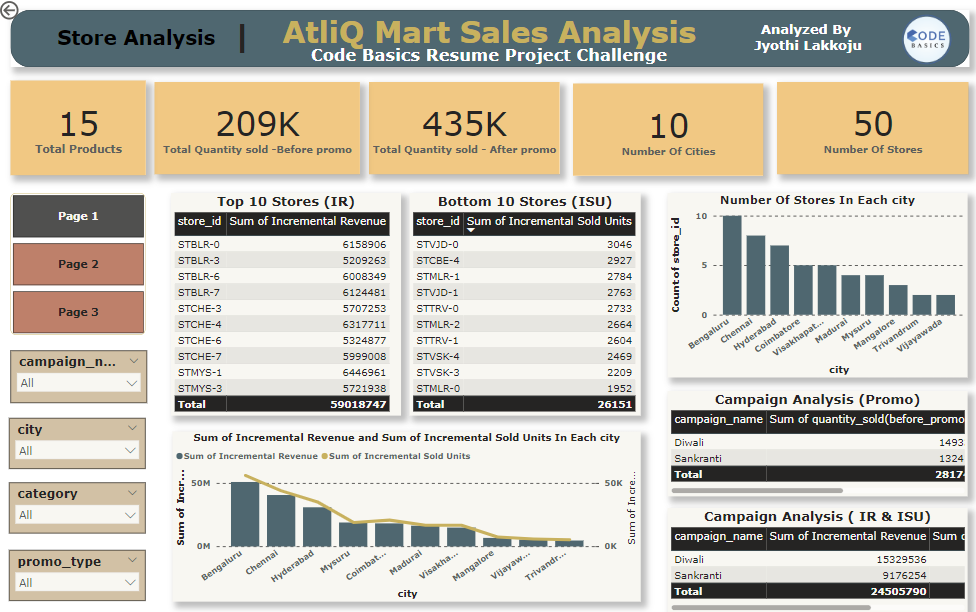 Store Analysis |
AtliQ Mart Sales Analysis
Code Basics Resume Project Challenge
Analyzed By
Jyothi Lakkoju
CODE
BASICS
15
Total Products
209K
Total Quantity sold -Before promo
435K
Total Quantity sold - After promo
10
Number Of Cities
50
Number Of Stores
Page 1
Page 2
Page 3
campaign_n...
All
city
All
category
All
promo_type
All
Top 10 Stores (IR)
store_id Sum of Incremental Revenue
STBLR-0 6158906
STBLR-3 5209263
STBLR-6 6008349
STBLR-7 6124481
STCHE-3 5707253
STCHE-4 6317711
STCHE-6 5324877
STCHE-7 5999008
STMYS-1 6446961
STMYS-3 5721938
Total 59018747
Bottom 10 Stores (ISU)
store_id Sum of Incremental Sold Units
STVJD-0 3046
STCBE-4 2927
STMLR-1 2784
STVJD-1 2763
STTRV-0 2733
STMLR-2 2664
STTRV-1 2604
STVSK-4 2469
STVSK-3 2209
STMLR-0 1952
Total 26151
Number Of Stores In Each city
Count of store_id
10
5
0
Bengaluru
Chennai
Hyderabad
Coimbatore
Visakhapat...
Madurai
Mysuru
Mangalore
Trivandrum
Vijayawada
city
Sum of Incremental Revenue and Sum of Incremental Sold Units In Each city
Sum of Incremental Revenue Sum of Incremental Sold Units
Sum of Incr...
50M
0M
50K
0K
Sum of Incre...
Bengaluru
Chennai
Hyderabad
Mysuru
Coimbat...
Madurai
Visakha...
Mangalore
Vijayaw...
Trivandr...
city
Campaign Analysis (Promo)
campaign_name Sum of quantity_sold(before_promo
Diwali 1493
Sankranti 1324
Total 2817
Campaign Analysis ( IR & ISU)
campaign_name Sum of Incremental Revenue Sum o
Diwali 15329536
Sankranti 9176254
Total 24505790